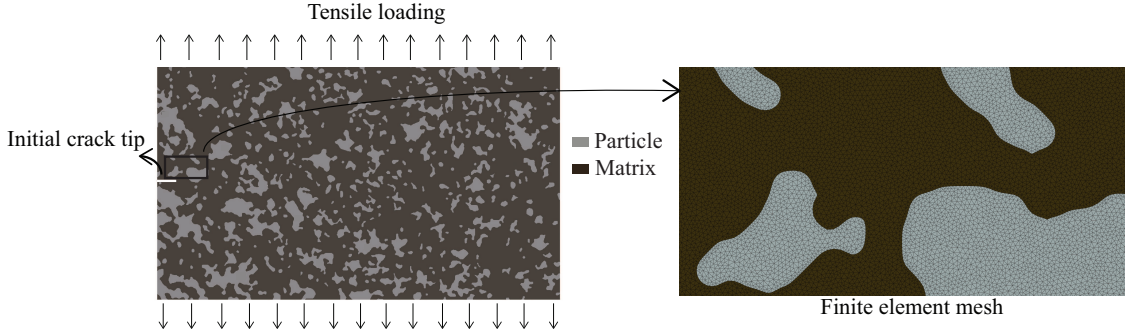 Tensile loading
Initial crack tip
Particle
Matrix
Finite element mesh